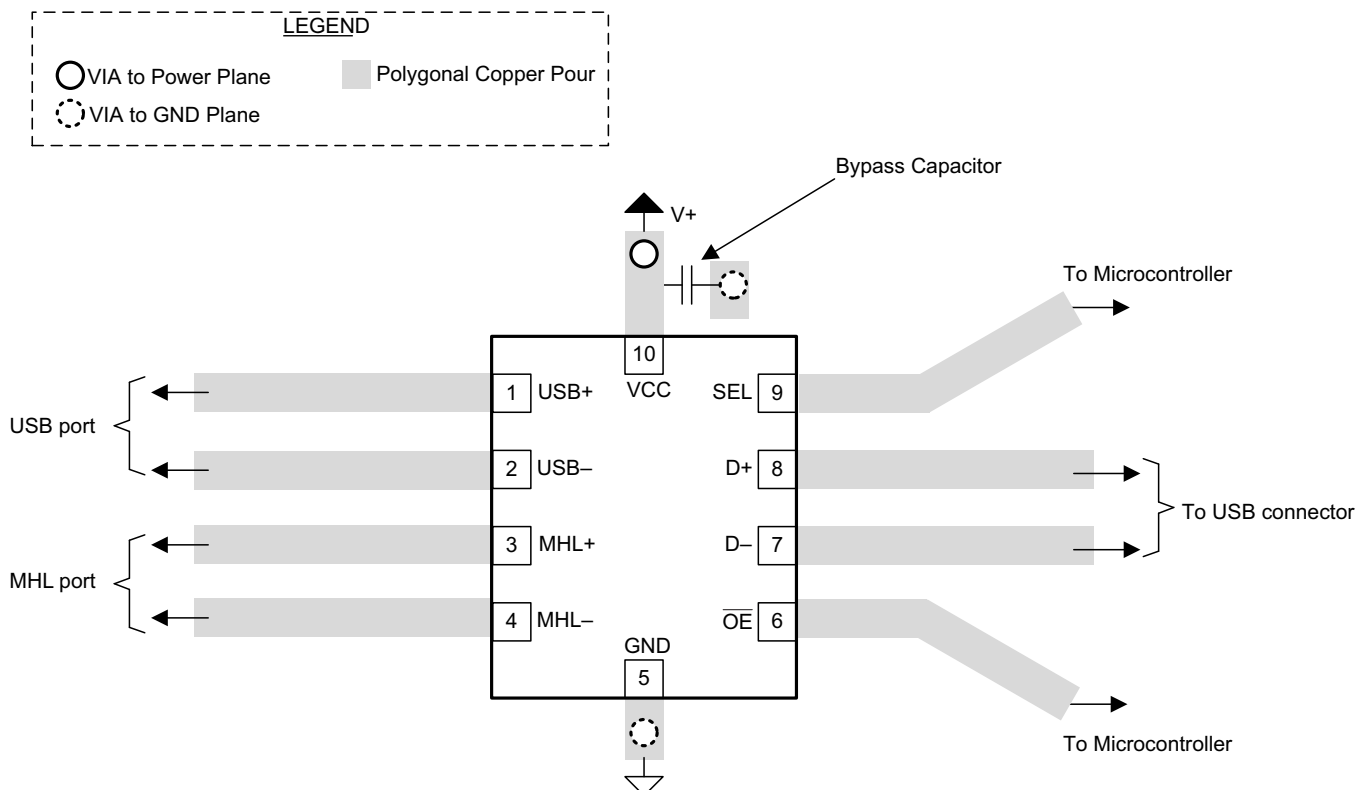 LEGEND
VIA to Power Plane
Polygonal Copper Pour
VIA to GND Plane
Bypass Capacitor
V+
To Microcontroller
10
VCC
1 USB+
SEL 9
USB port
2 USB–
D+ 8
To USB connector
3 MHL+
D– 7
MHL port
4 MHL–
OE 6
GND
5
To Microcontroller